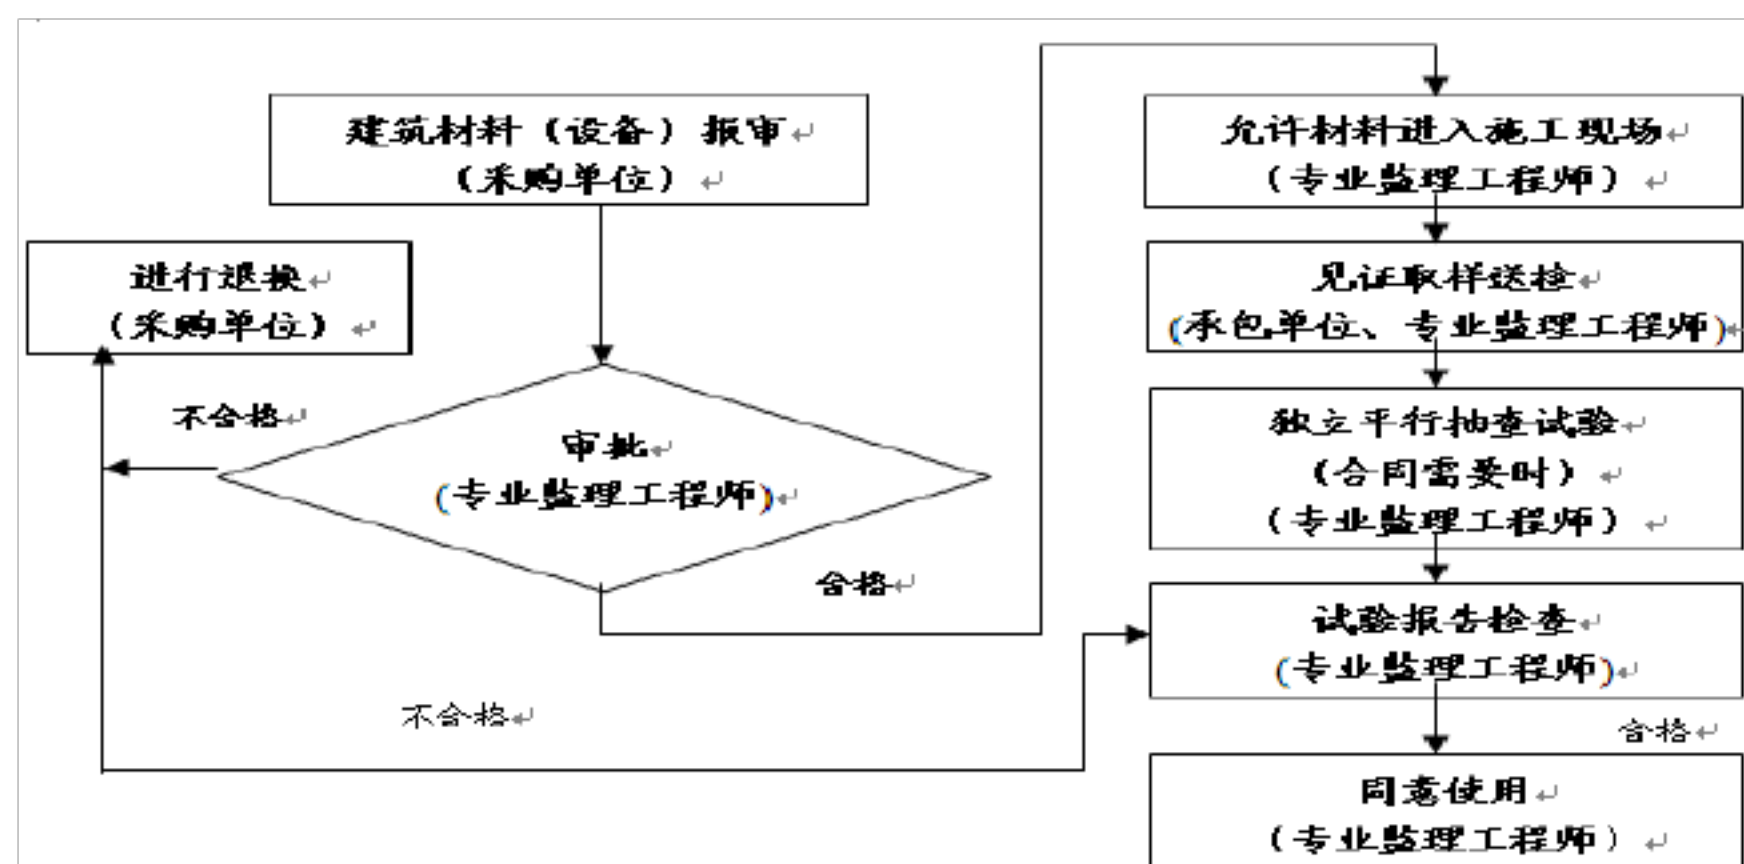 建筑材料（设备）报审
（采购单位）
进行退换
（采购单位）
不合格
审批
(专业监理工程师)
合格
不合格
允许材料进入施工现场
（专业监理工程师）
见证取样送检
(承包单位、专业监理工程师)
独立平行抽查试验
（合同需要时）
（专业监理工程师）
试验报告检查
(专业监理工程师)
合格
同意使用
（专业监理工程师）